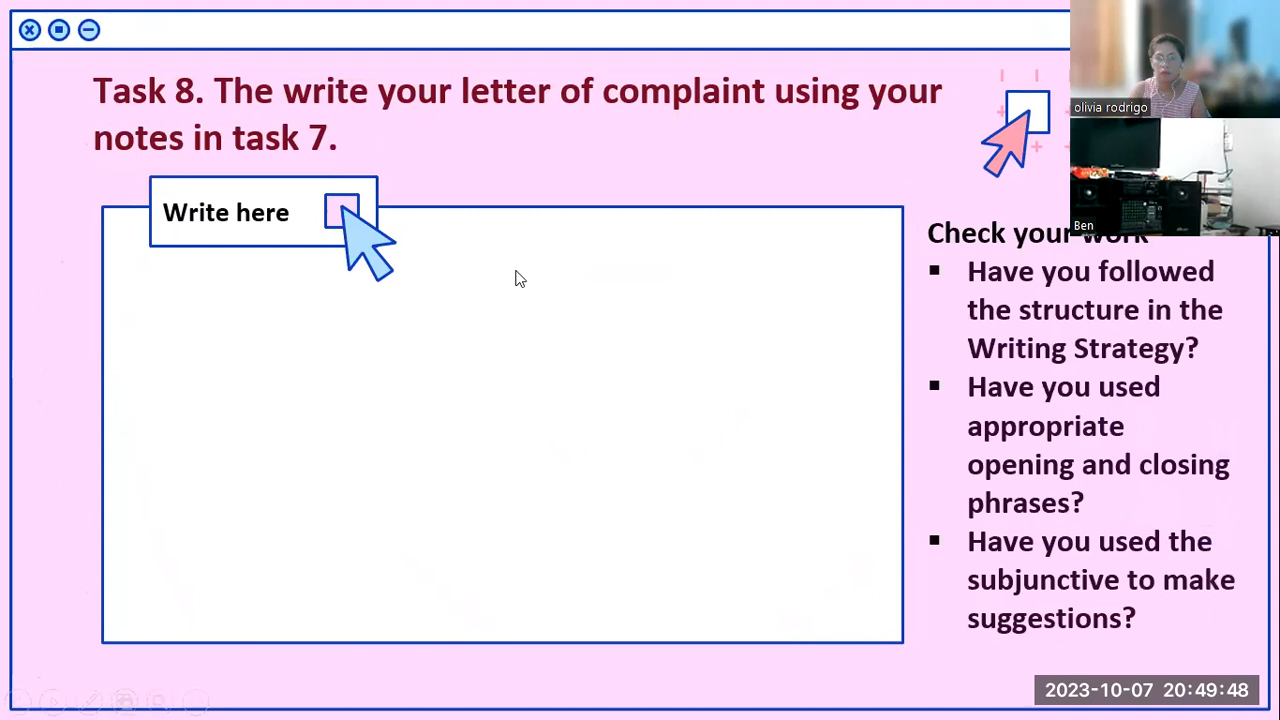 Task 8. The write your letter of complaint using your
notes in task 7.
olivia rodrigo
Write here
Ben
Check your work
▪ Have you followed
the structure in the
Writing Strategy?
▪ Have you used
appropriate
opening and closing
phrases?
▪ Have you used the
subjunctive to make
suggestions?
2023-10-07 20:49:48